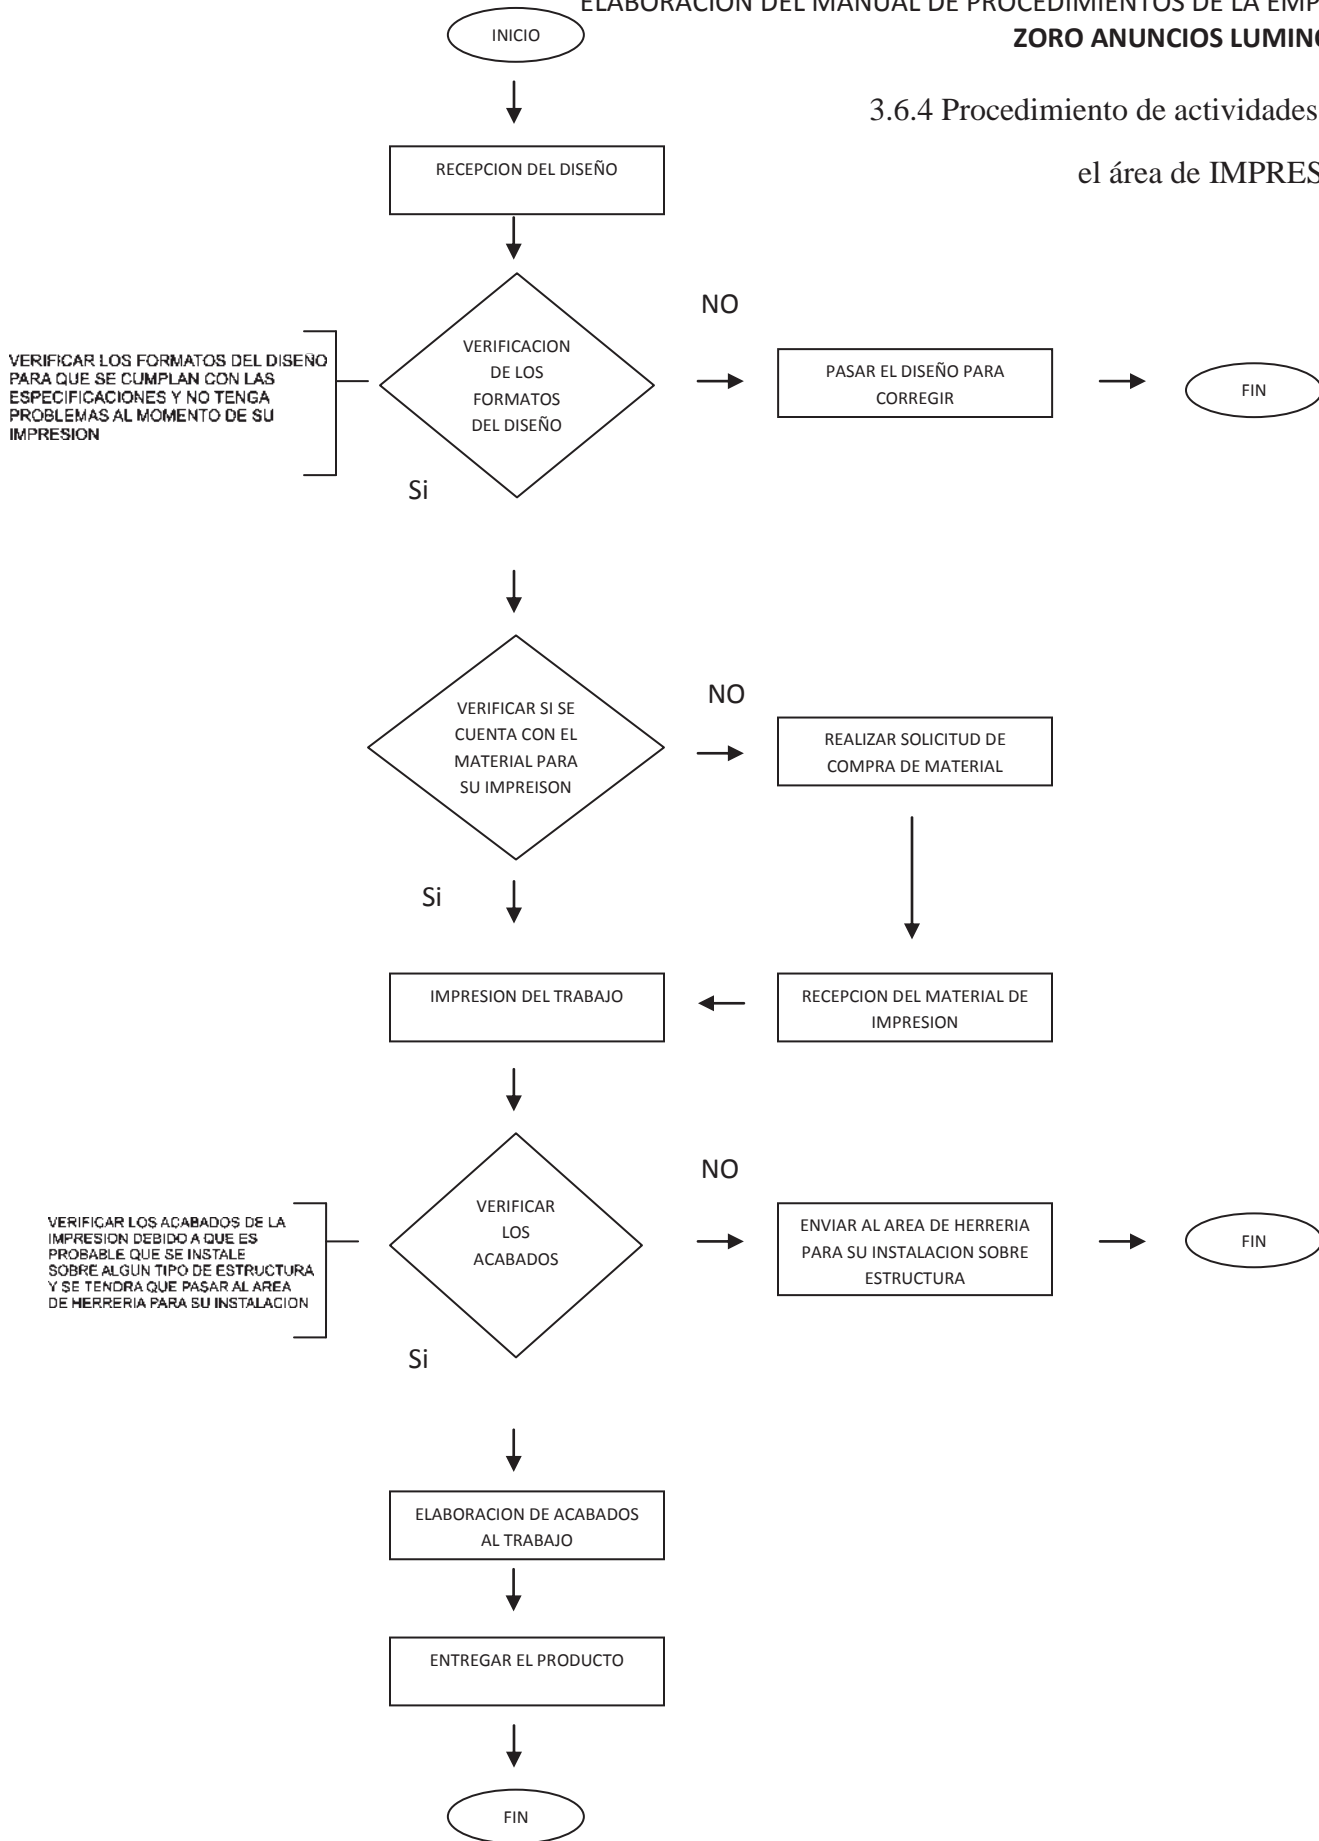 ELABORACION DEL MANUAL DE PROCEDIMIENTOS DE LA EMP
ZORO ANUNCIOS LUMIN
3.6.4 Procedimiento de actividades
el área de IMPRES
INICIO
RECEPCION DEL DISEÑO
VERIFICACION
DE LOS
FORMATOS
DEL DISEÑO
NO
PASAR EL DISEÑO PARA
CORREGIR
FIN
VERIFICAR LOS FORMATOS DEL DISEÑO
PARA QUE SE CUMPLAN CON LAS
ESPECIFICACIONES Y NO TENGA
PROBLEMAS AL MOMENTO DE SU
IMPRESION
Si
VERIFICAR SI SE
CUENTA CON EL
MATERIAL PARA
SU IMPREISON
NO
REALIZAR SOLICITUD DE
COMPRA DE MATERIAL
Si
IMPRESION DEL TRABAJO
RECEPCION DEL MATERIAL DE
IMPRESION
VERIFICAR
LOS
ACABADOS
NO
ENVIAR AL AREA DE HERRERIA
PARA SU INSTALACION SOBRE
ESTRUCTURA
FIN
VERIFICAR LOS ACABADOS DE LA
IMPRESION DEBIDO A QUE ES
PROBABLE QUE SE INSTALE
SOBRE ALGUN TIPO DE ESTRUCTURA
Y SE TENDRA QUE PASAR AL AREA
DE HERRERIA PARA SU INSTALACION
Si
ELABORACION DE ACABADOS
AL TRABAJO
ENTREGAR EL PRODUCTO
FIN